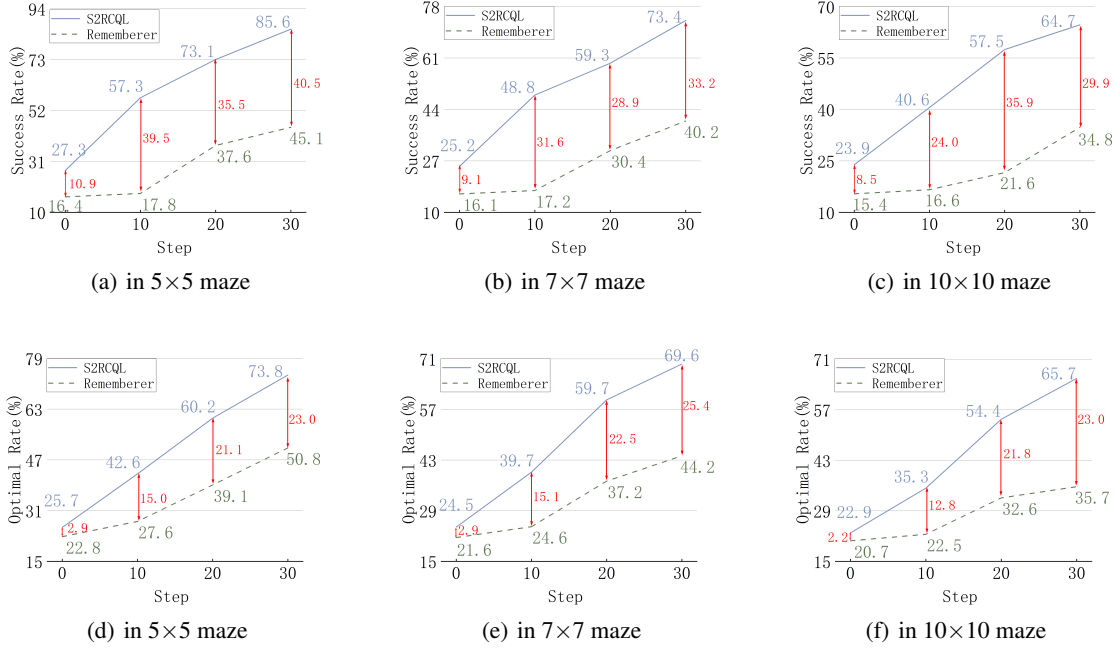 94
S2RCQL
Rememberer
73
52
31
10
Success Rate(%)
27.3
57.3
73.1
85.6
10.9
39.5
35.5
40.5
16.4
17.8
37.6
45.1
0 10 20 30
Step
(a) in 5×5 maze
78
S2RCQL
Rememberer
61
44
27
10
Success Rate(%)
25.2
48.8
59.3
73.4
9.1
31.6
28.9
33.2
16.1
17.2
30.4
40.2
0 10 20 30
Step
(b) in 7×7 maze
70
S2RCQL
Rememberer
55
40
25
10
Success Rate(%)
23.9
40.6
57.5
64.7
8.5
24.0
35.9
29.9
15.4
16.6
21.6
34.8
0 10 20 30
Step
(c) in 10×10 maze
79
S2RCQL
Rememberer
63
47
31
15
Optimal Rate(%)
25.7
42.6
60.2
73.8
2.9
15.0
21.1
23.0
22.8
27.6
39.1
50.8
0 10 20 30
Step
(d) in 5×5 maze
71
S2RCQL
Rememberer
57
43
29
15
Optimal Rate(%)
24.5
39.7
59.7
69.6
2.9
15.1
22.5
25.4
21.6
24.6
37.2
44.2
0 10 20 30
Step
(e) in 7×7 maze
71
S2RCQL
Rememberer
57
43
29
15
Optimal Rate(%)
22.9
35.3
54.4
65.7
2.2
12.8
21.8
23.0
20.7
22.5
32.6
35.7
0 10 20 30
Step
(f) in 10×10 maze